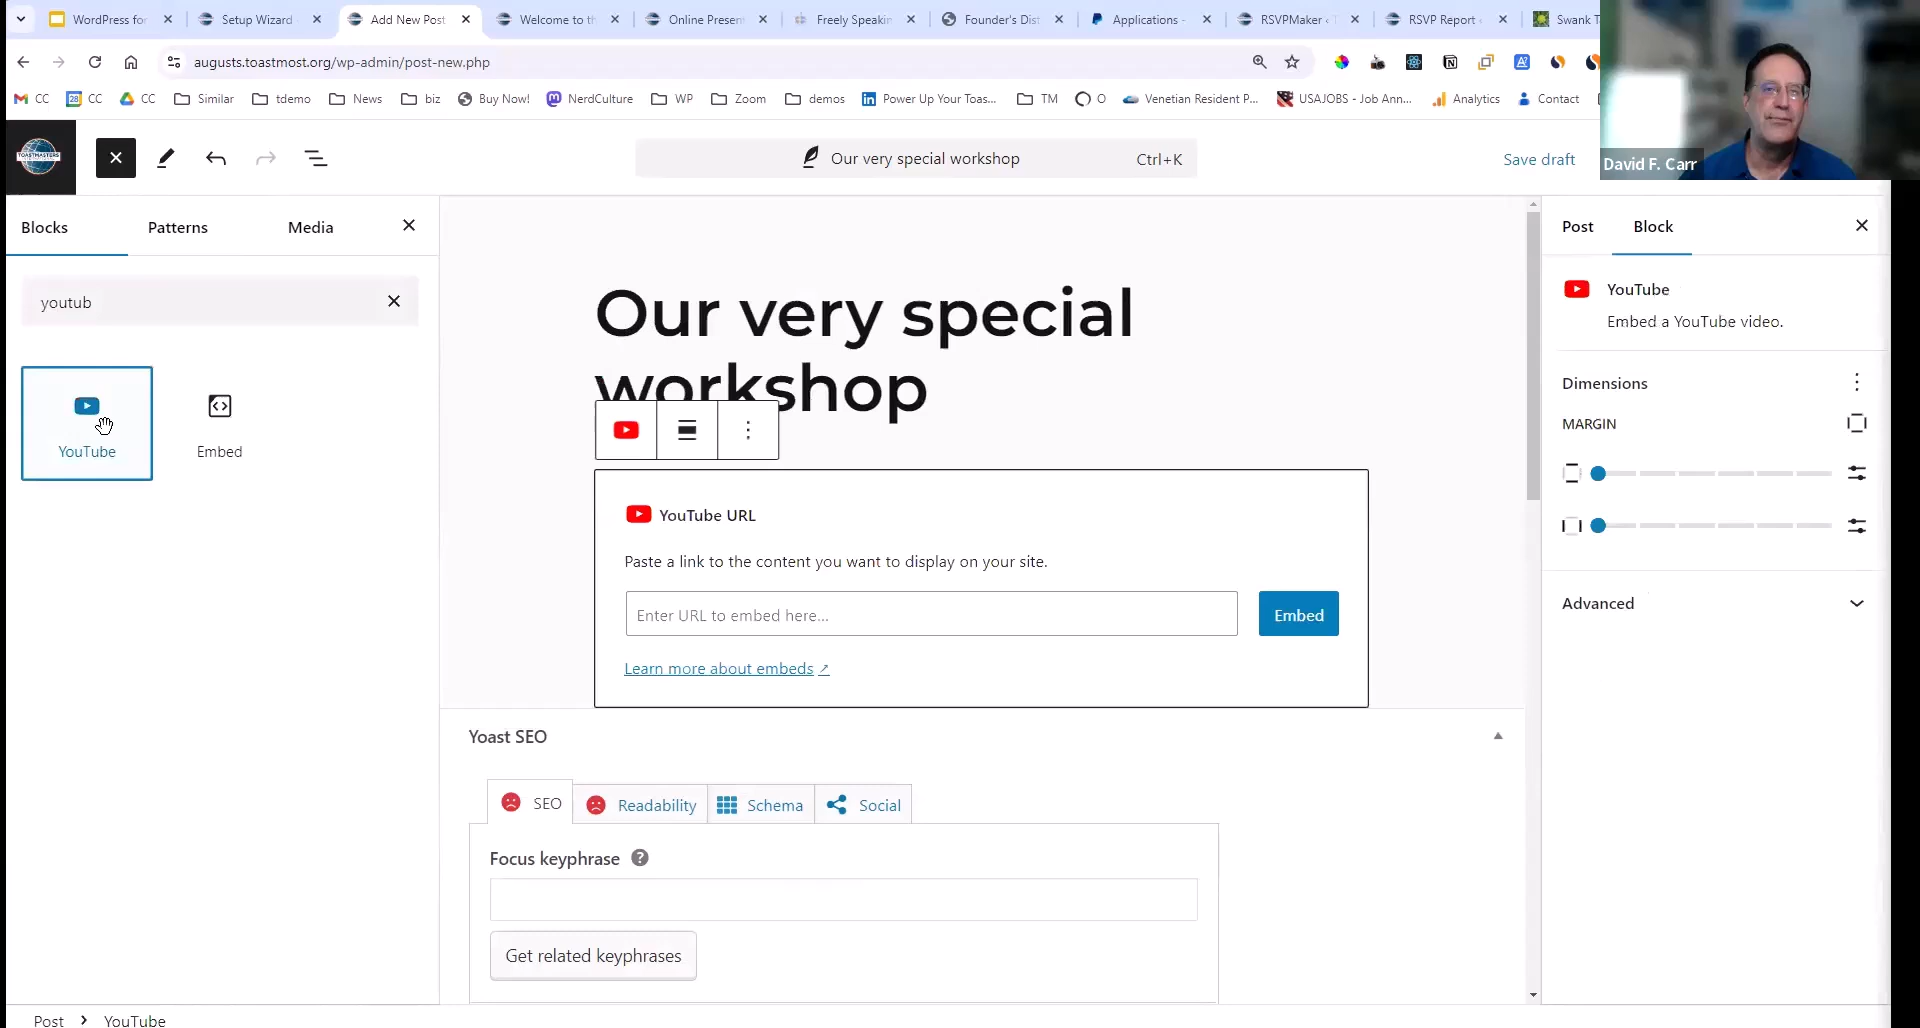 WordPress for
Setup Wizard
Add New Post
Welcome to th
Online Present
Freely Speakin
Founder's Dist
Applications -
RSVPMaker ‹ T
RSVP Report ‹
Swank T
augusts.toastmost.org/wp-admin/post-new.php
CC
28
CC
CC
Similar
tdemo
News
biz
Buy Now!
NerdCulture
WP
Zoom
demos
Power Up Your Toas...
TM
O
Venetian Resident P...
USAJOBS - Job Ann...
Analytics
Contact
David F. Carr
TOASTMASTERS
Our very special workshop
Ctrl+K
Save draft
Blocks
Patterns
Media
youtub
YouTube
Embed
Our very special
workshop
YouTube URL
Paste a link to the content you want to display on your site.
Enter URL to embed here...
Embed
Learn more about embeds ↗
Yoast SEO
SEO
Readability
Schema
Social
Focus keyphrase
Get related keyphrases
Post
Block
YouTube
Embed a YouTube video.
Dimensions
MARGIN
Advanced
Post › YouTube